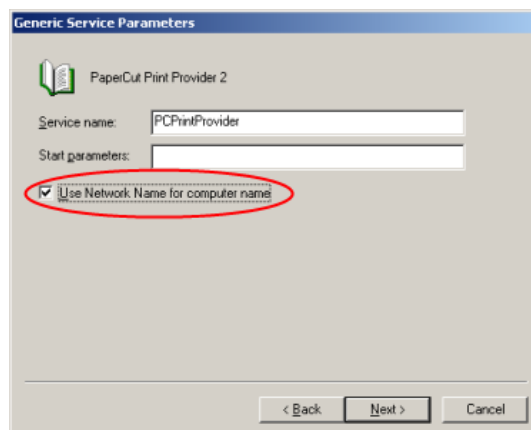 Generic Service Parameters
PaperCut Print Provider 2
Service name: PCPrintProvider
Start parameters:
Use Network Name for computer name
< Back Next > Cancel